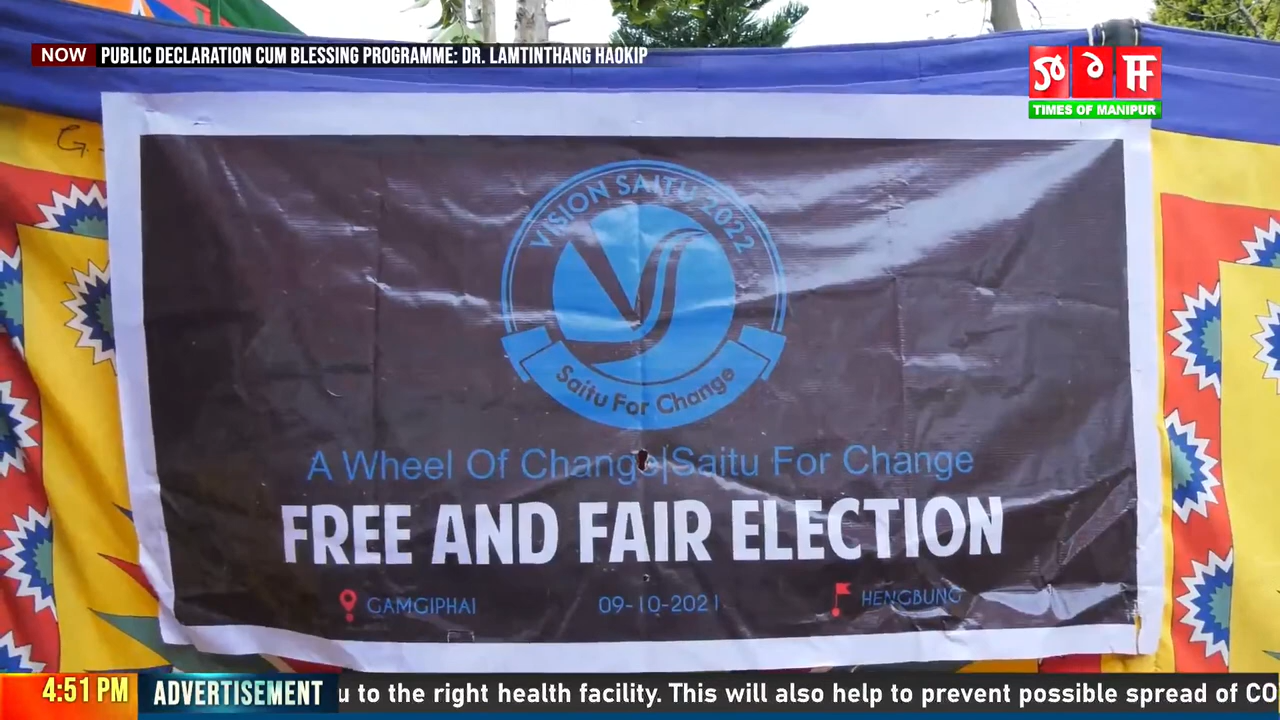 NOW PUBLIC DECLARATION CUM BLESSING PROGRAMME: DR. LAMTINTHANG HAOKIP
TIMES OF MANIPUR
G.
VISION SAITU 2022
VS
Saitu For Change
A Wheel Of Change|Saitu For Change
FREE AND FAIR ELECTION
GAMGIPHAI 09-10-2021 HENGBUNG
4:51 PM ADVERTISEMENT u to the right health facility. This will also help to prevent possible spread of CO